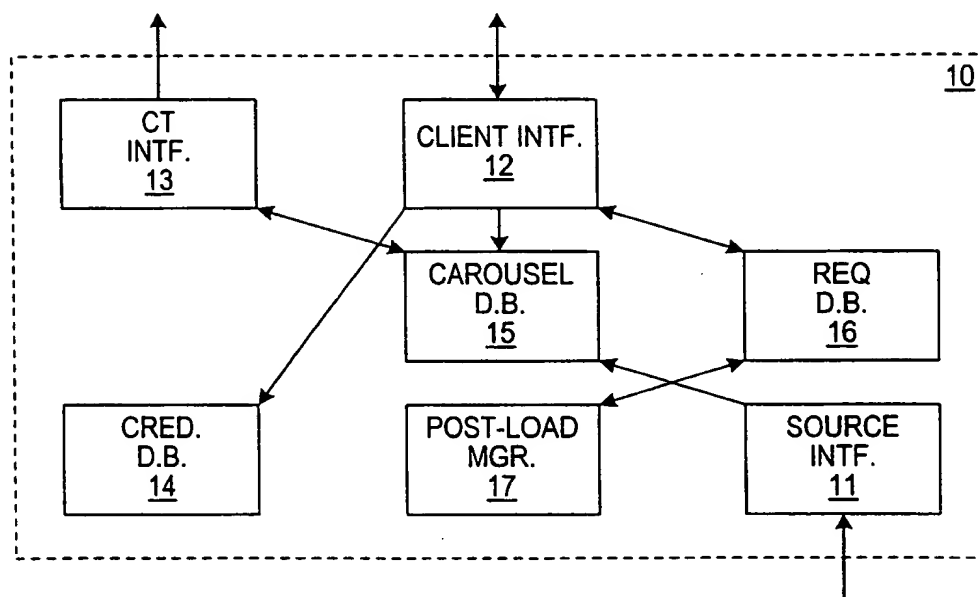 10
CT
INTF.
13
CLIENT INTF.
12
CAROUSEL
D.B.
15
REQ
D.B.
16
CRED.
D.B.
14
POST-LOAD
MGR.
17
SOURCE
INTF.
11